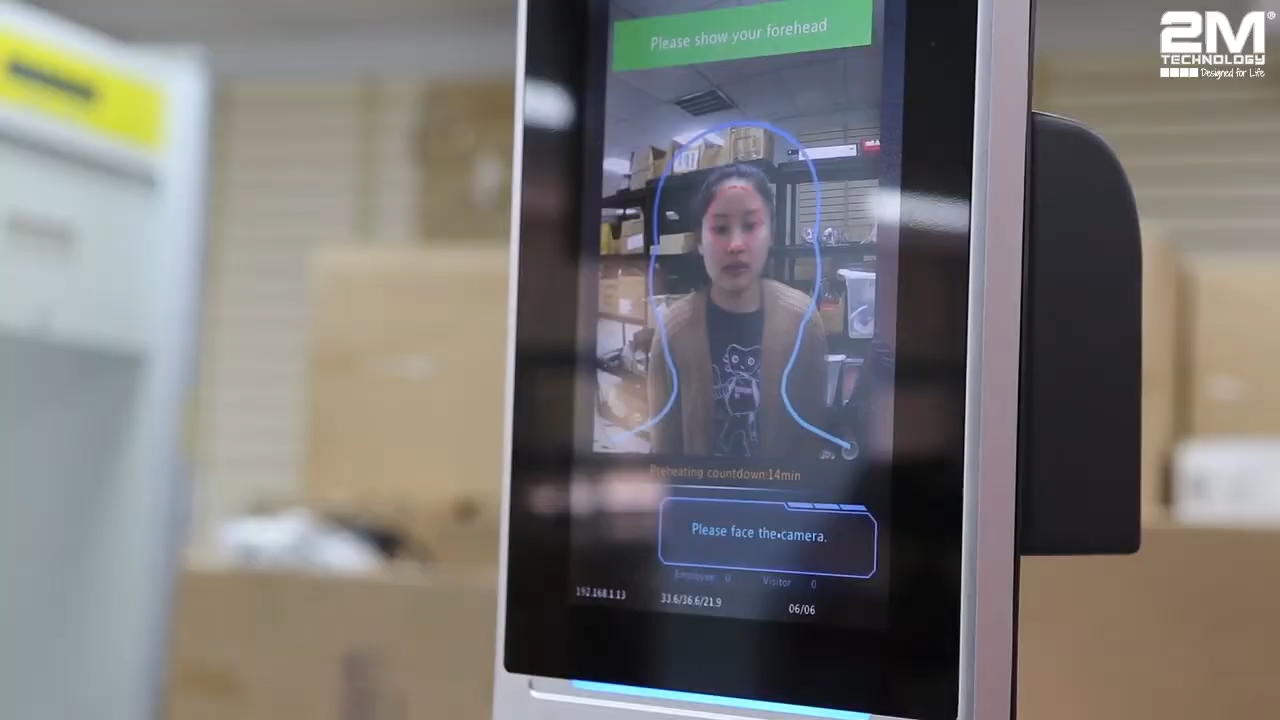 2M®
TECHNOLOGY
Designed for Life
Please show your forehead
Preheating countdown:14min
Please face the camera.
Employee 0 Visitor 0
192.168.1.13 33.6/36.6/21.9 06/06